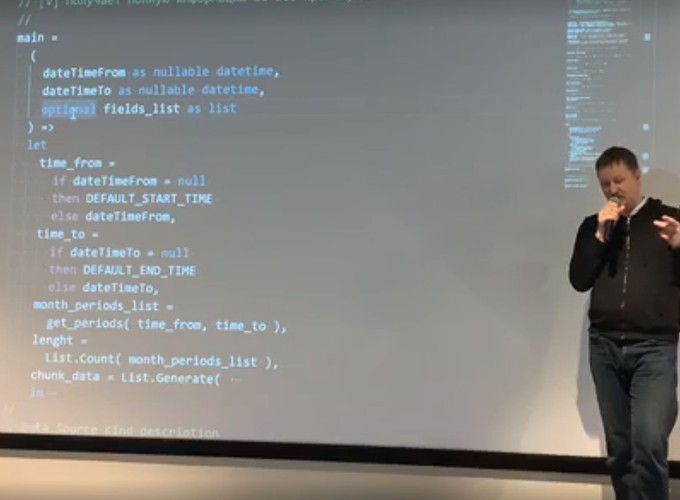 // [V] получает полную информацию
//
main =
(
dateTimeFrom as nullable datetime,
dateTimeTo as nullable datetime,
optional fields_list as list
) =>
let
time_from =
if dateTimeFrom = null
then DEFAULT_START_TIME
else dateTimeFrom,
time_to =
if dateTimeTo = null
then DEFAULT_END_TIME
else dateTimeTo,
month_periods_list =
get_periods( time_from, time_to ),
lenght =
List.Count( month_periods_list ),
chunk_data = List.Generate( ...
in
//
Data Source Kind description